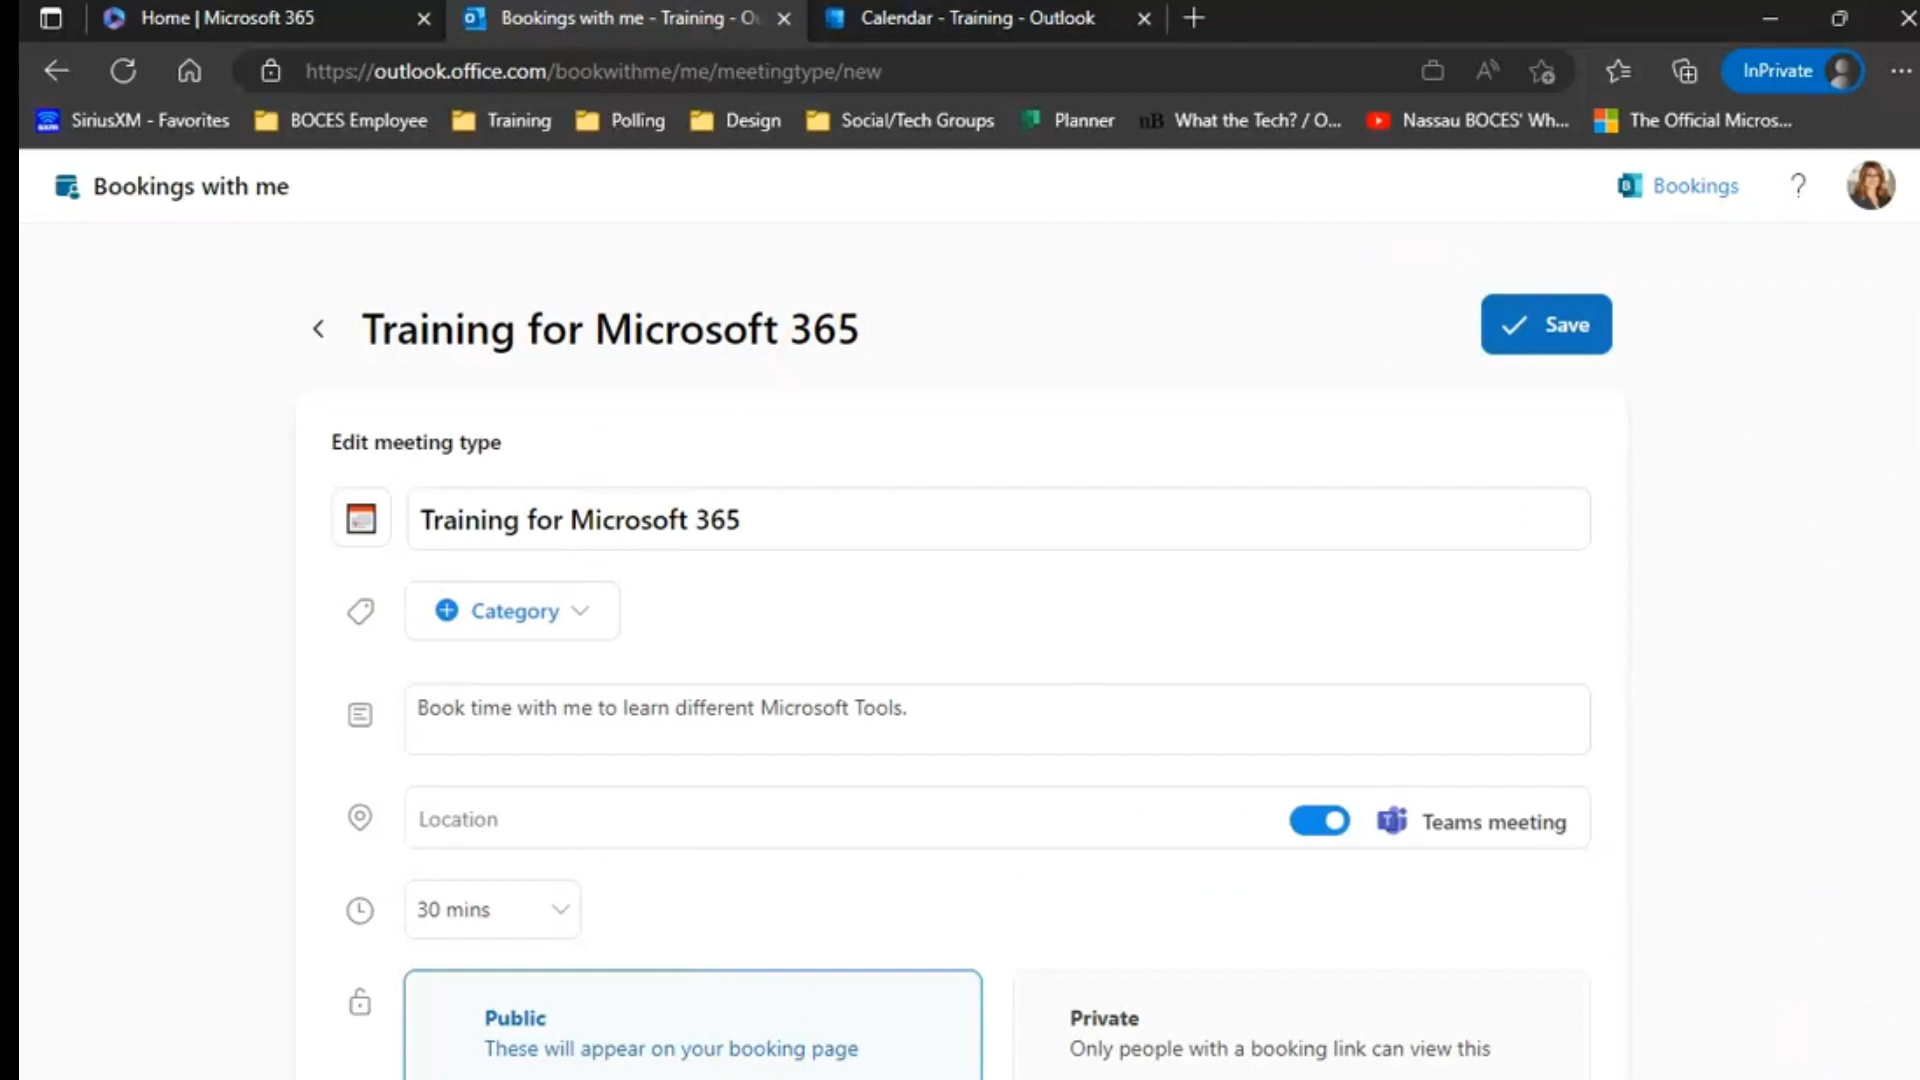 Home | Microsoft 365
Bookings with me - Training - O
Calendar - Training - Outlook
https://outlook.office.com/bookwithme/me/meetingtype/new
InPrivate
SiriusXM - Favorites
BOCES Employee
Training
Polling
Design
Social/Tech Groups
Planner
nB What the Tech? / O...
Nassau BOCES' Wh...
The Official Micros...
Bookings with me
Bookings
?
Training for Microsoft 365
Save
Edit meeting type
Training for Microsoft 365
Category
Book time with me to learn different Microsoft Tools.
Location
Teams meeting
30 mins
Public
These will appear on your booking page
Private
Only people with a booking link can view this